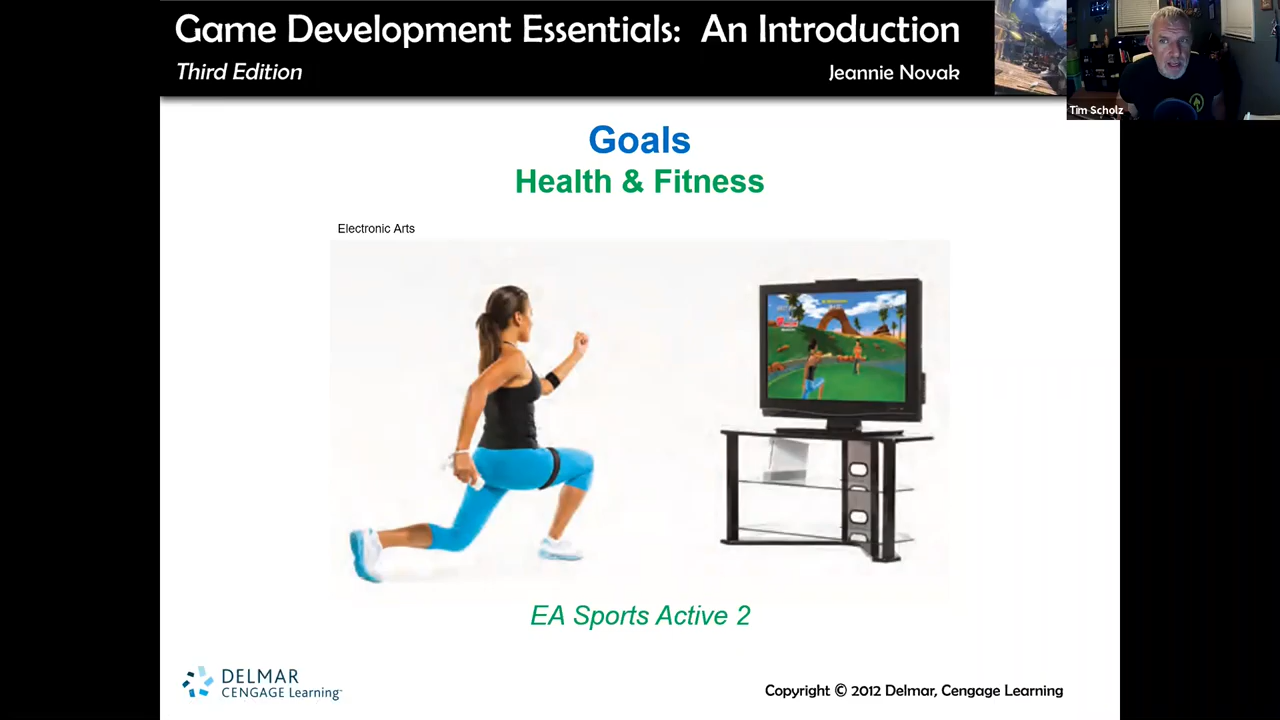 Game Development Essentials: An Introduction
Third Edition
Jeannie Novak
Tim Scholz
Goals
Health & Fitness
Electronic Arts
EA Sports Active 2
DELMAR
CENGAGE Learning™
Copyright © 2012 Delmar, Cengage Learning